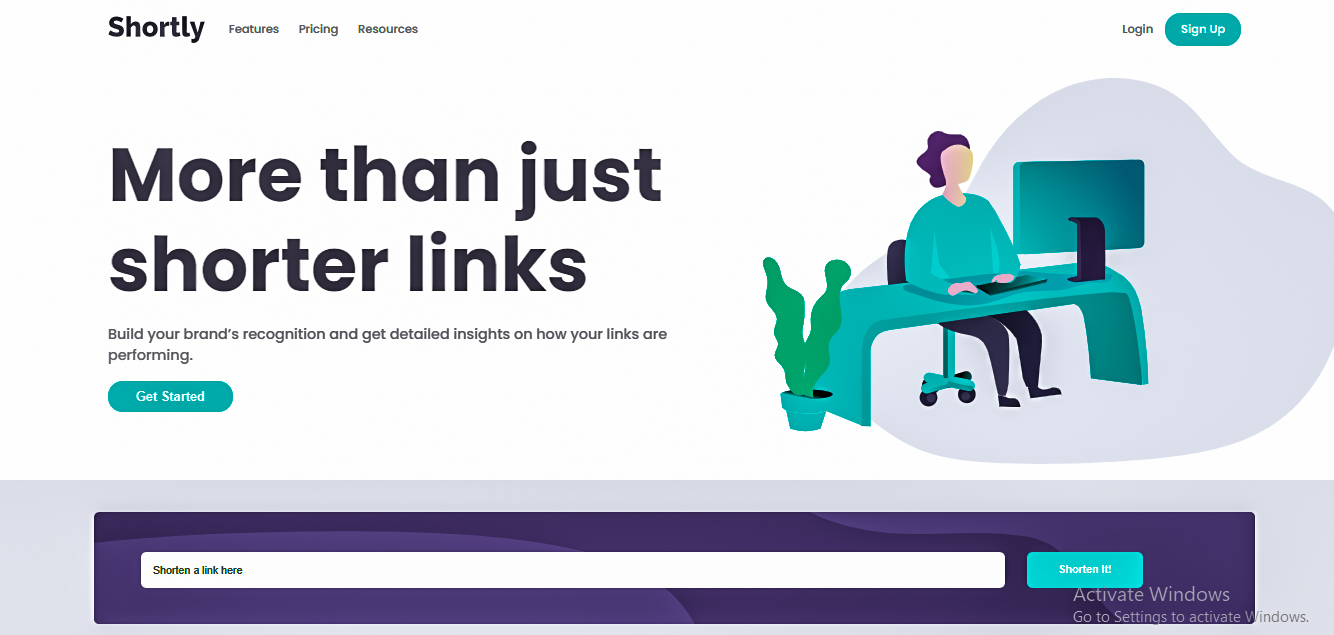 Shortly
Features
Pricing
Resources
Login
Sign Up
More than just
shorter links
Build your brand’s recognition and get detailed insights on how your links are
performing.
Get Started
Shorten a link here
Shorten It!
Activate Windows
Go to Settings to activate Windows.